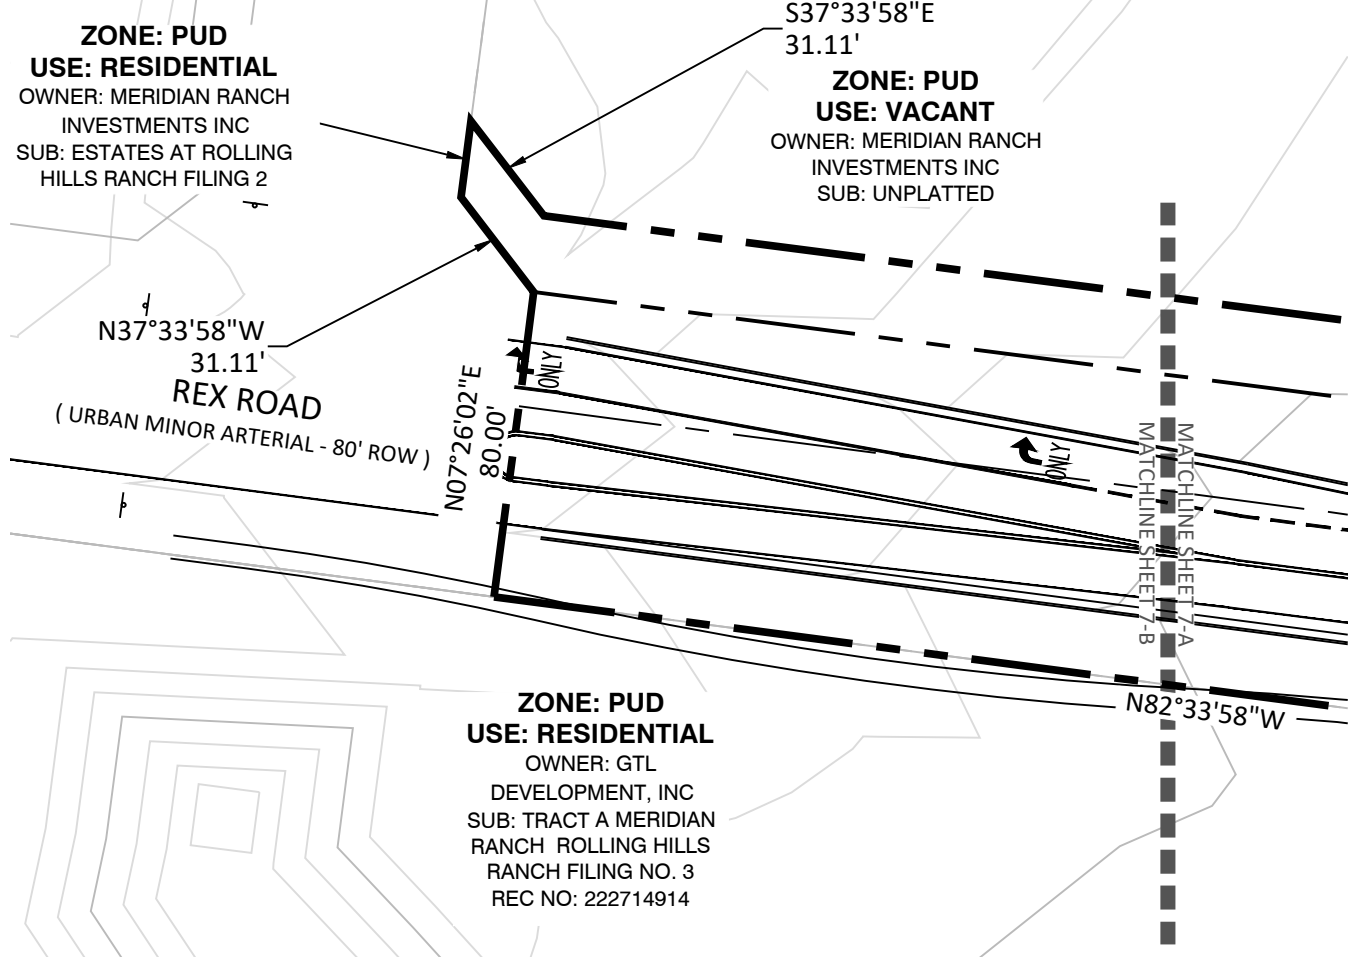 ZONE: PUD
USE: RESIDENTIAL
OWNER: MERIDIAN RANCH
INVESTMENTS INC
SUB: ESTATES AT ROLLING
HILLS RANCH FILING 2
S37°33'58"E
31.11'
ZONE: PUD
USE: VACANT
OWNER: MERIDIAN RANCH
INVESTMENTS INC
SUB: UNPLATTED
N37°33'58"W
31.11'
REX ROAD
( URBAN MINOR ARTERIAL - 80' ROW )
N07°26'02"E
80.00'
ONLY
ONLY
MATCHLINE SHEET 7-B
MATCHLINE SHEET 7-A
N82°33'58"W
ZONE: PUD
USE: RESIDENTIAL
OWNER: GTL
DEVELOPMENT, INC
SUB: TRACT A MERIDIAN
RANCH ROLLING HILLS
RANCH FILING NO. 3
REC NO: 222714914